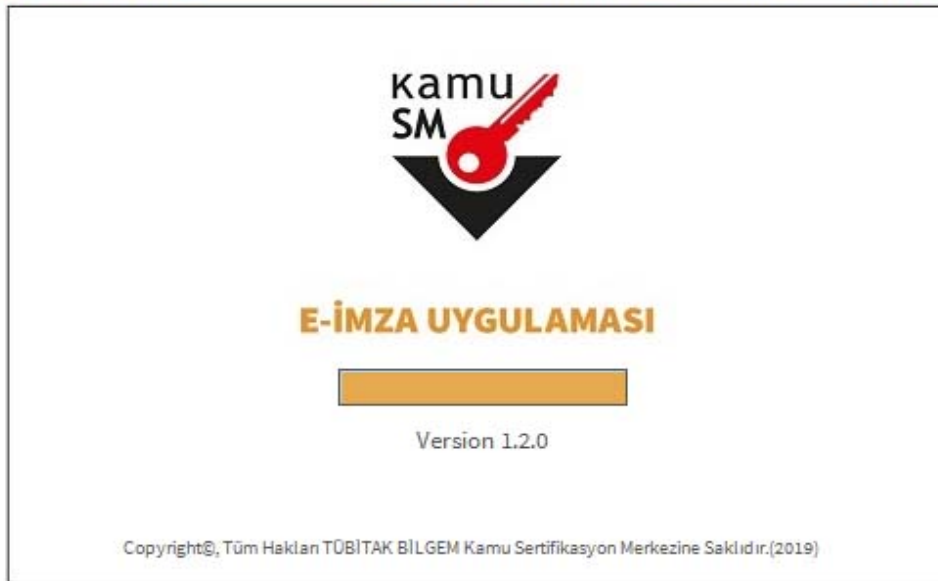 Kamu
SM
E-İMZA UYGULAMASI
Version 1.2.0
Copyright©, Tüm Hakları TÜBİTAK BİLGEM Kamu Sertifikasyon Merkezine Saklıdır.(2019)